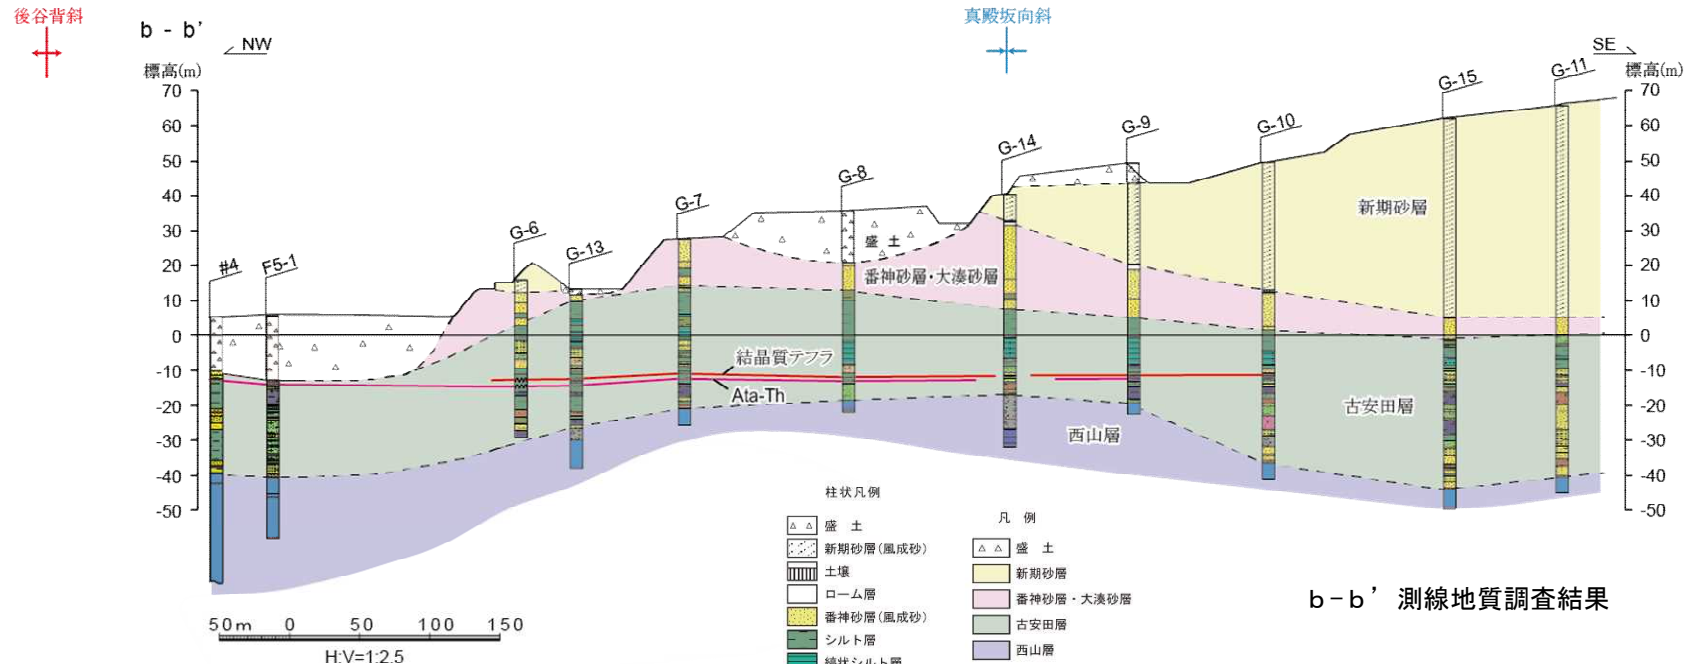 後谷背斜
真殿坂向斜
b - b’
NW
SE
標高(m)
標高(m)
70
60
50
40
30
20
10
0
-10
-20
-30
-40
-50
70
60
50
40
30
20
10
0
-10
-20
-30
-40
-50
#4
F5-1
G-6
G-13
G-7
G-8
G-14
G-9
G-10
G-15
G-11
新期砂層
盛土
番神砂層・大湊砂層
結晶質テフラ
Ata-Th
古安田層
西山層
柱状凡例
盛 土
新期砂層(風成砂)
土壌
ローム層
番神砂層(風成砂)
シルト層
縞状シルト層
凡 例
盛 土
新期砂層
番神砂層・大湊砂層
古安田層
西山層
b-b’測線地質調査結果
50m 0 50 100 150
H:V=1:2.5